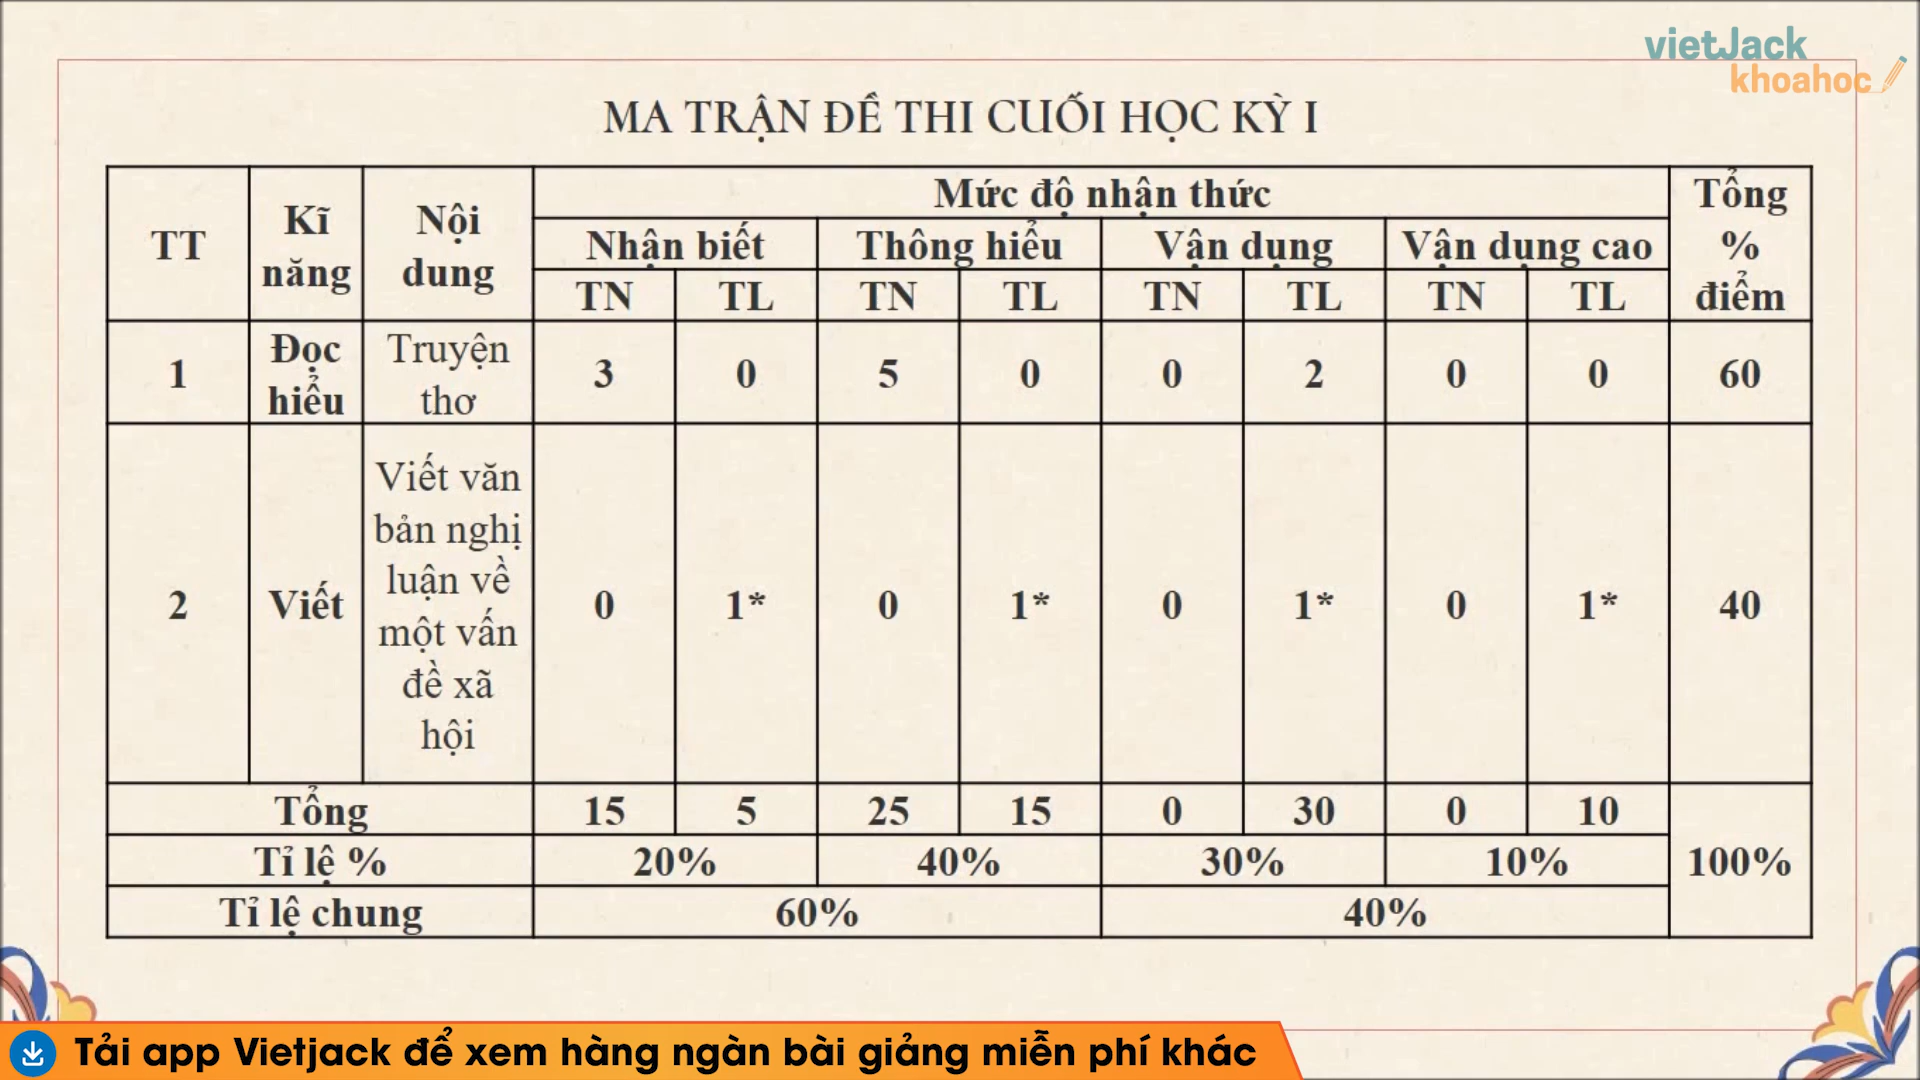 vietJack
khoahoc
MA TRẬN ĐỀ THI CUỐI HỌC KỲ I
TT
Kĩ
năng
Nội
dung
Mức độ nhận thức
Tổng
%
điểm
Nhận biết
Thông hiểu
Vận dụng
Vận dụng cao
TN
TL
TN
TL
TN
TL
TN
TL
1
Đọc
hiểu
Truyện
thơ
3
0
5
0
0
2
0
0
60
2
Viết
Viết văn
bản nghị
luận về
một vấn
đề xã
hội
0
1*
0
1*
0
1*
0
1*
40
Tổng
15
5
25
15
0
30
0
10
100%
Tỉ lệ %
20%
40%
30%
10%
Tỉ lệ chung
60%
40%
Tải app Vietjack để xem hàng ngàn bài giảng miễn phí khác